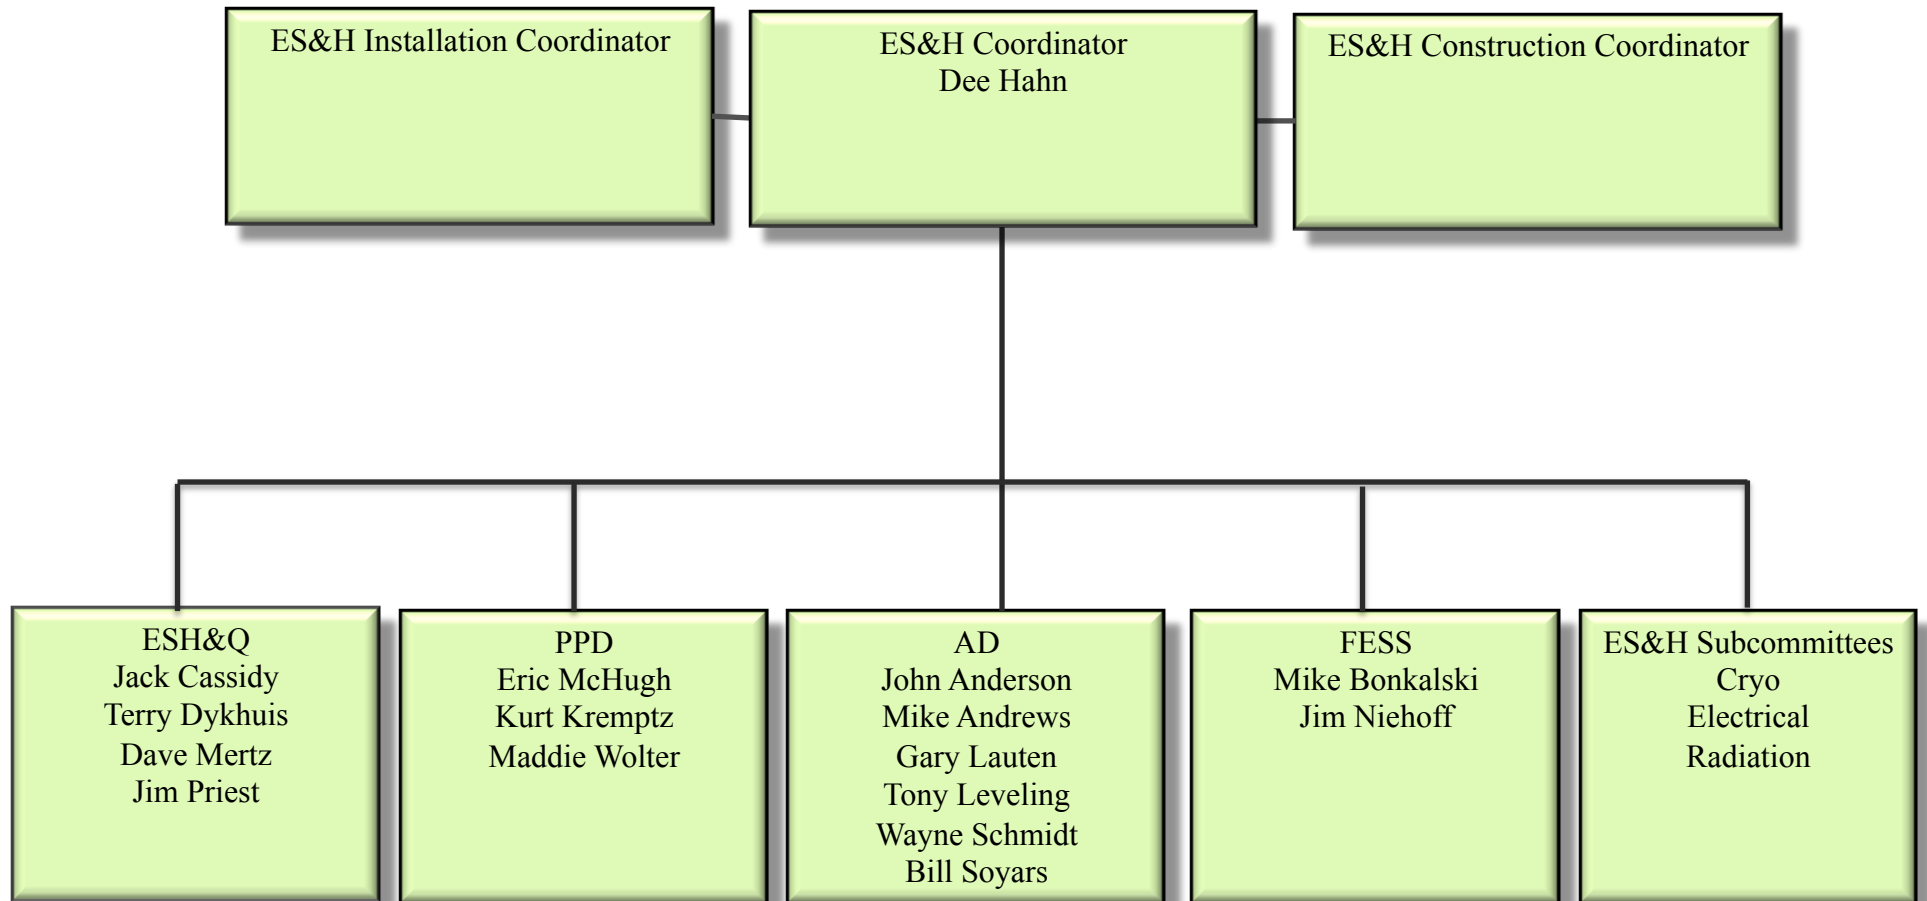 ES&H Installation Coordinator
ES&H Coordinator
Dee Hahn
ES&H Construction Coordinator
ESH&Q
Jack Cassidy
Terry Dykhuis
Dave Mertz
Jim Priest
PPD
Eric McHugh
Kurt Kremptz
Maddie Wolter
AD
John Anderson
Mike Andrews
Gary Lauten
Tony Leveling
Wayne Schmidt
Bill Soyars
FESS
Mike Bonkalski
Jim Niehoff
ES&H Subcommittees
Cryo
Electrical
Radiation